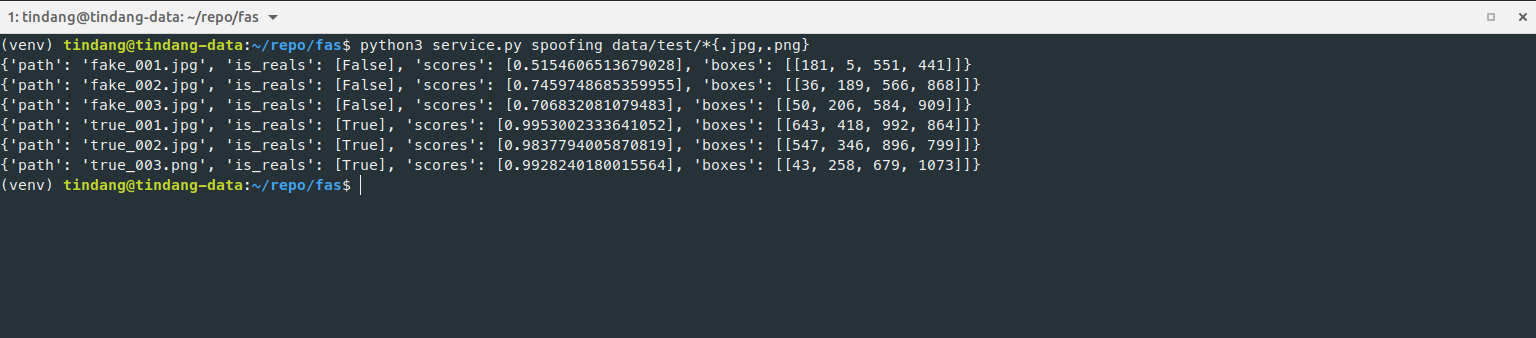 1: tindang@tindang-data: ~/repo/fas
(venv) tindang@tindang-data:~/repo/fas$ python3 service.py spoofing data/test/*{.jpg,.png}
{'path': 'fake_001.jpg', 'is_reals': [False], 'scores': [0.5154606513679028], 'boxes': [[181, 5, 551, 441]]}
{'path': 'fake_002.jpg', 'is_reals': [False], 'scores': [0.7459748685359955], 'boxes': [[36, 189, 566, 868]]}
{'path': 'fake_003.jpg', 'is_reals': [False], 'scores': [0.706832081079483], 'boxes': [[50, 206, 584, 909]]}
{'path': 'true_001.jpg', 'is_reals': [True], 'scores': [0.9953002333641052], 'boxes': [[643, 418, 992, 864]]}
{'path': 'true_002.jpg', 'is_reals': [True], 'scores': [0.9837794005870819], 'boxes': [[547, 346, 896, 799]]}
{'path': 'true_003.png', 'is_reals': [True], 'scores': [0.9928240180015564], 'boxes': [[43, 258, 679, 1073]]}
(venv) tindang@tindang-data:~/repo/fas$